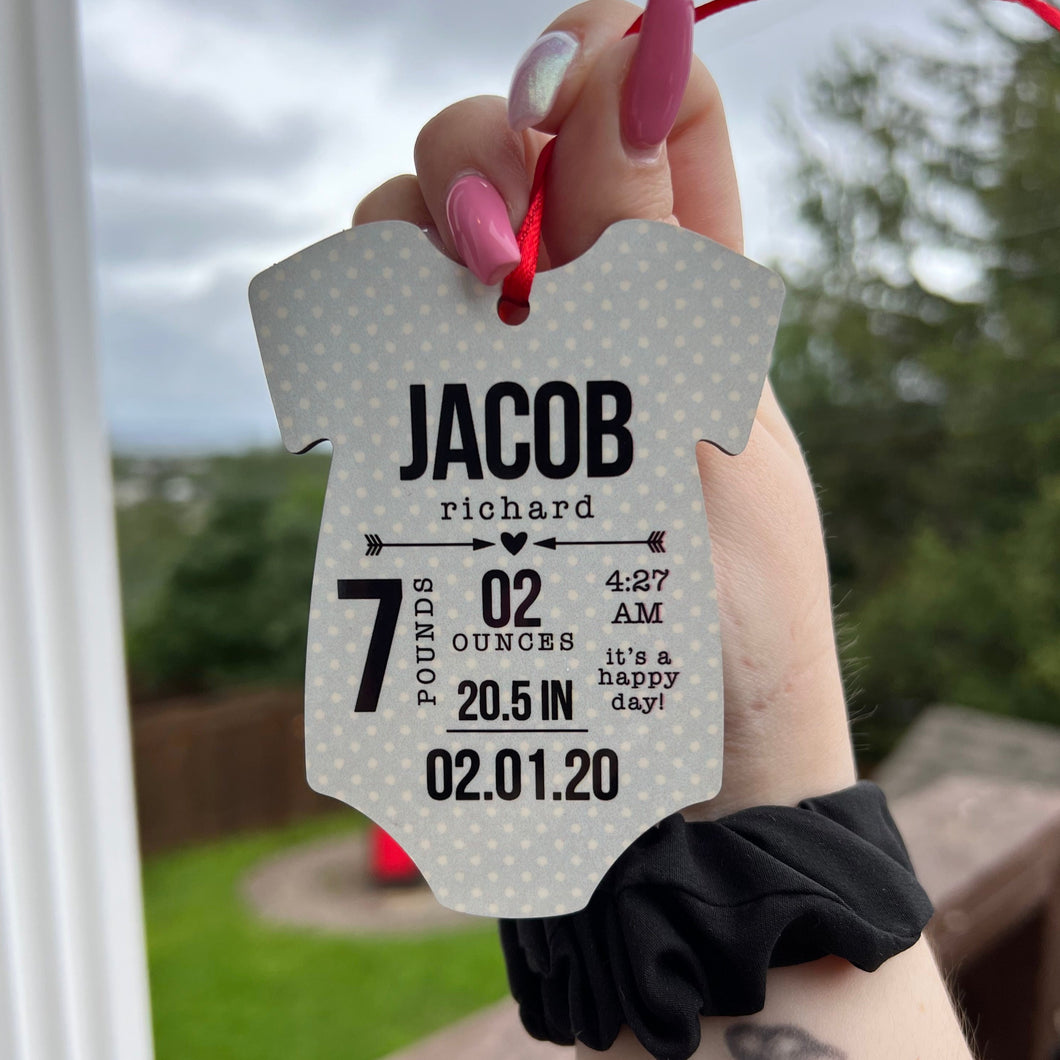 JACOB
richard
7
POUNDS
02
OUNCES
20.5 IN
4:27
AM
it's a
happy
day!
02.01.20